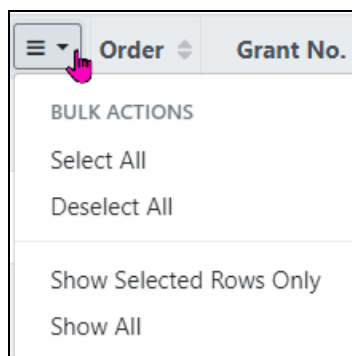 Order Grant No.
BULK ACTIONS
Select All
Deselect All
Show Selected Rows Only
Show All